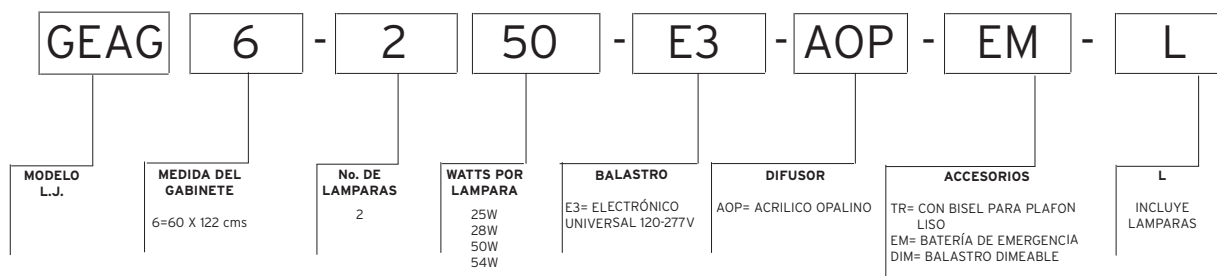 GEAG 6 - 2 50 - E3 - AOP - EM - L
MODELO
L.J.
MEDIDA DEL
GABINETE
6=60 X 122 cms
No. DE
LAMPARAS
2
WATTS POR
LAMPARA
25W
28W
50W
54W
BALASTRO
E3= ELECTRÓNICO
UNIVERSAL 120-277V
DIFUSOR
AOP= ACRILICO OPALINO
ACCESORIOS
TR= CON BISEL PARA PLAFON
LISO
EM= BATERÍA DE EMERGENCIA
DIM= BALASTRO DIMEABLE
L
INCLUYE
LAMPARAS